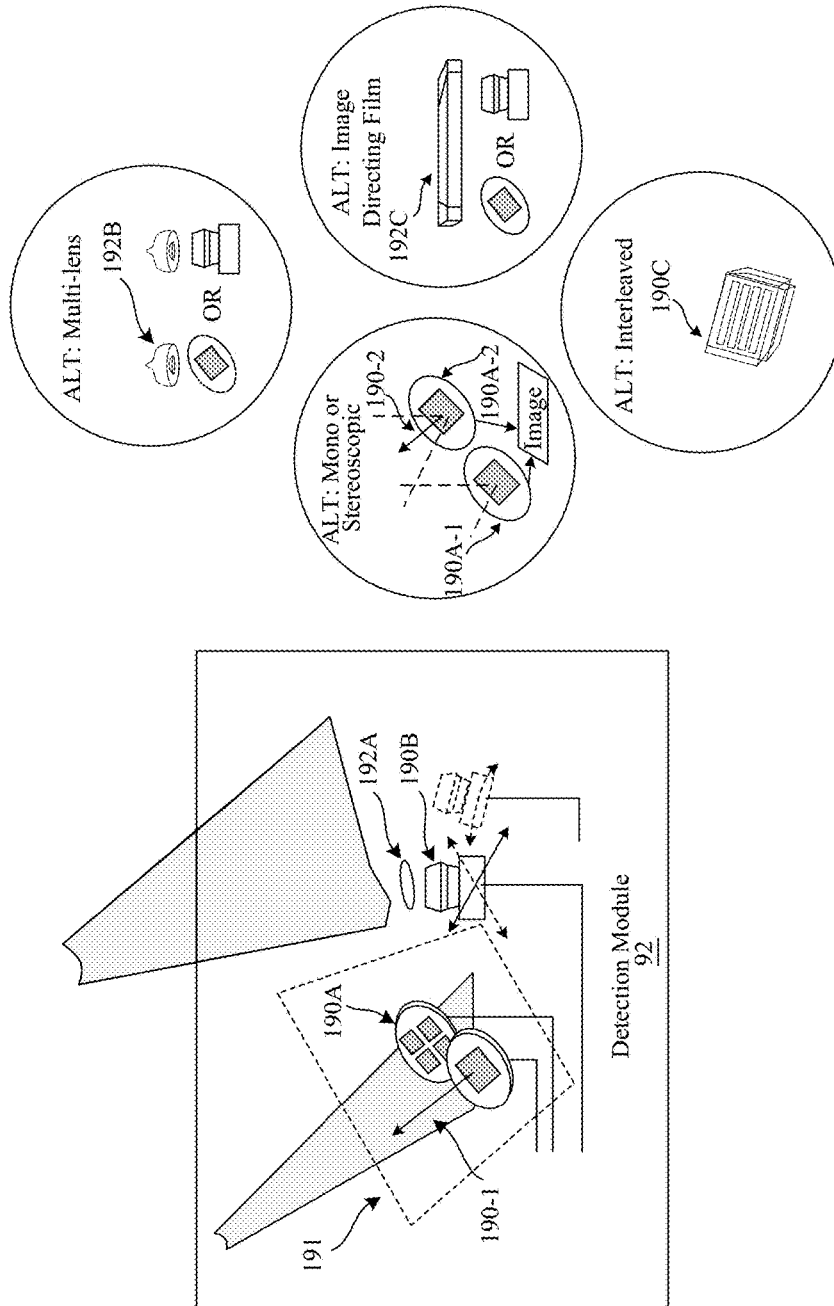 191
190-1
190A
192A
190B
Detection Module
92
ALT: Multi-lens
192B
OR
ALT: Mono or
Stereoscopic
190-2
190A-1
190A-2
Image
ALT: Image
Directing Film
192C
OR
ALT: Interleaved
190C